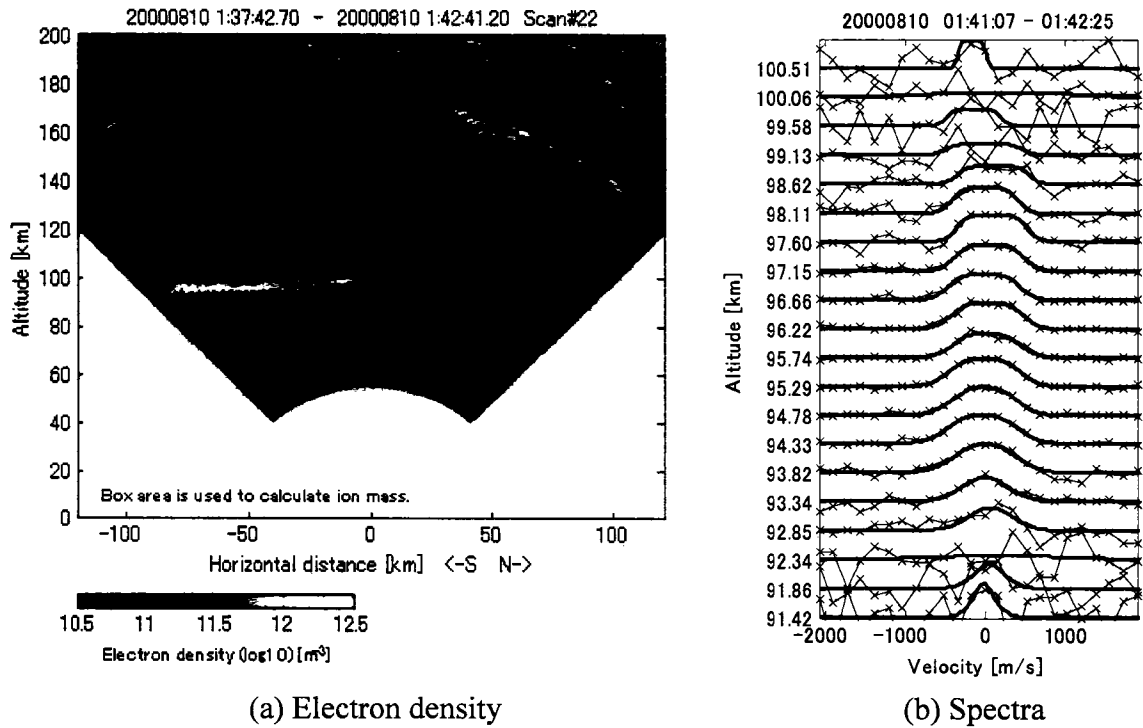 20000810 1:37:42.70 - 20000810 1:42:41.20 Scan#22
200
180
160
140
120
100
80
60
40
20
0
Altitude [km]
Box area is used to calculate ion mass.
-100 -50 0 50 100
Horizontal distance [km] <-S N->
10.5 11 11.5 12 12.5
Electron density (log10) [m³]
(a) Electron density
20000810 01:41:07 - 01:42:25
100.51
100.06
99.58
99.13
98.62
98.11
97.60
97.15
96.66
96.22
95.74
95.29
94.78
94.33
93.82
93.34
92.85
92.34
91.86
91.42
Altitude [km]
-2000 -1000 0 1000
Velocity [m/s]
(b) Spectra